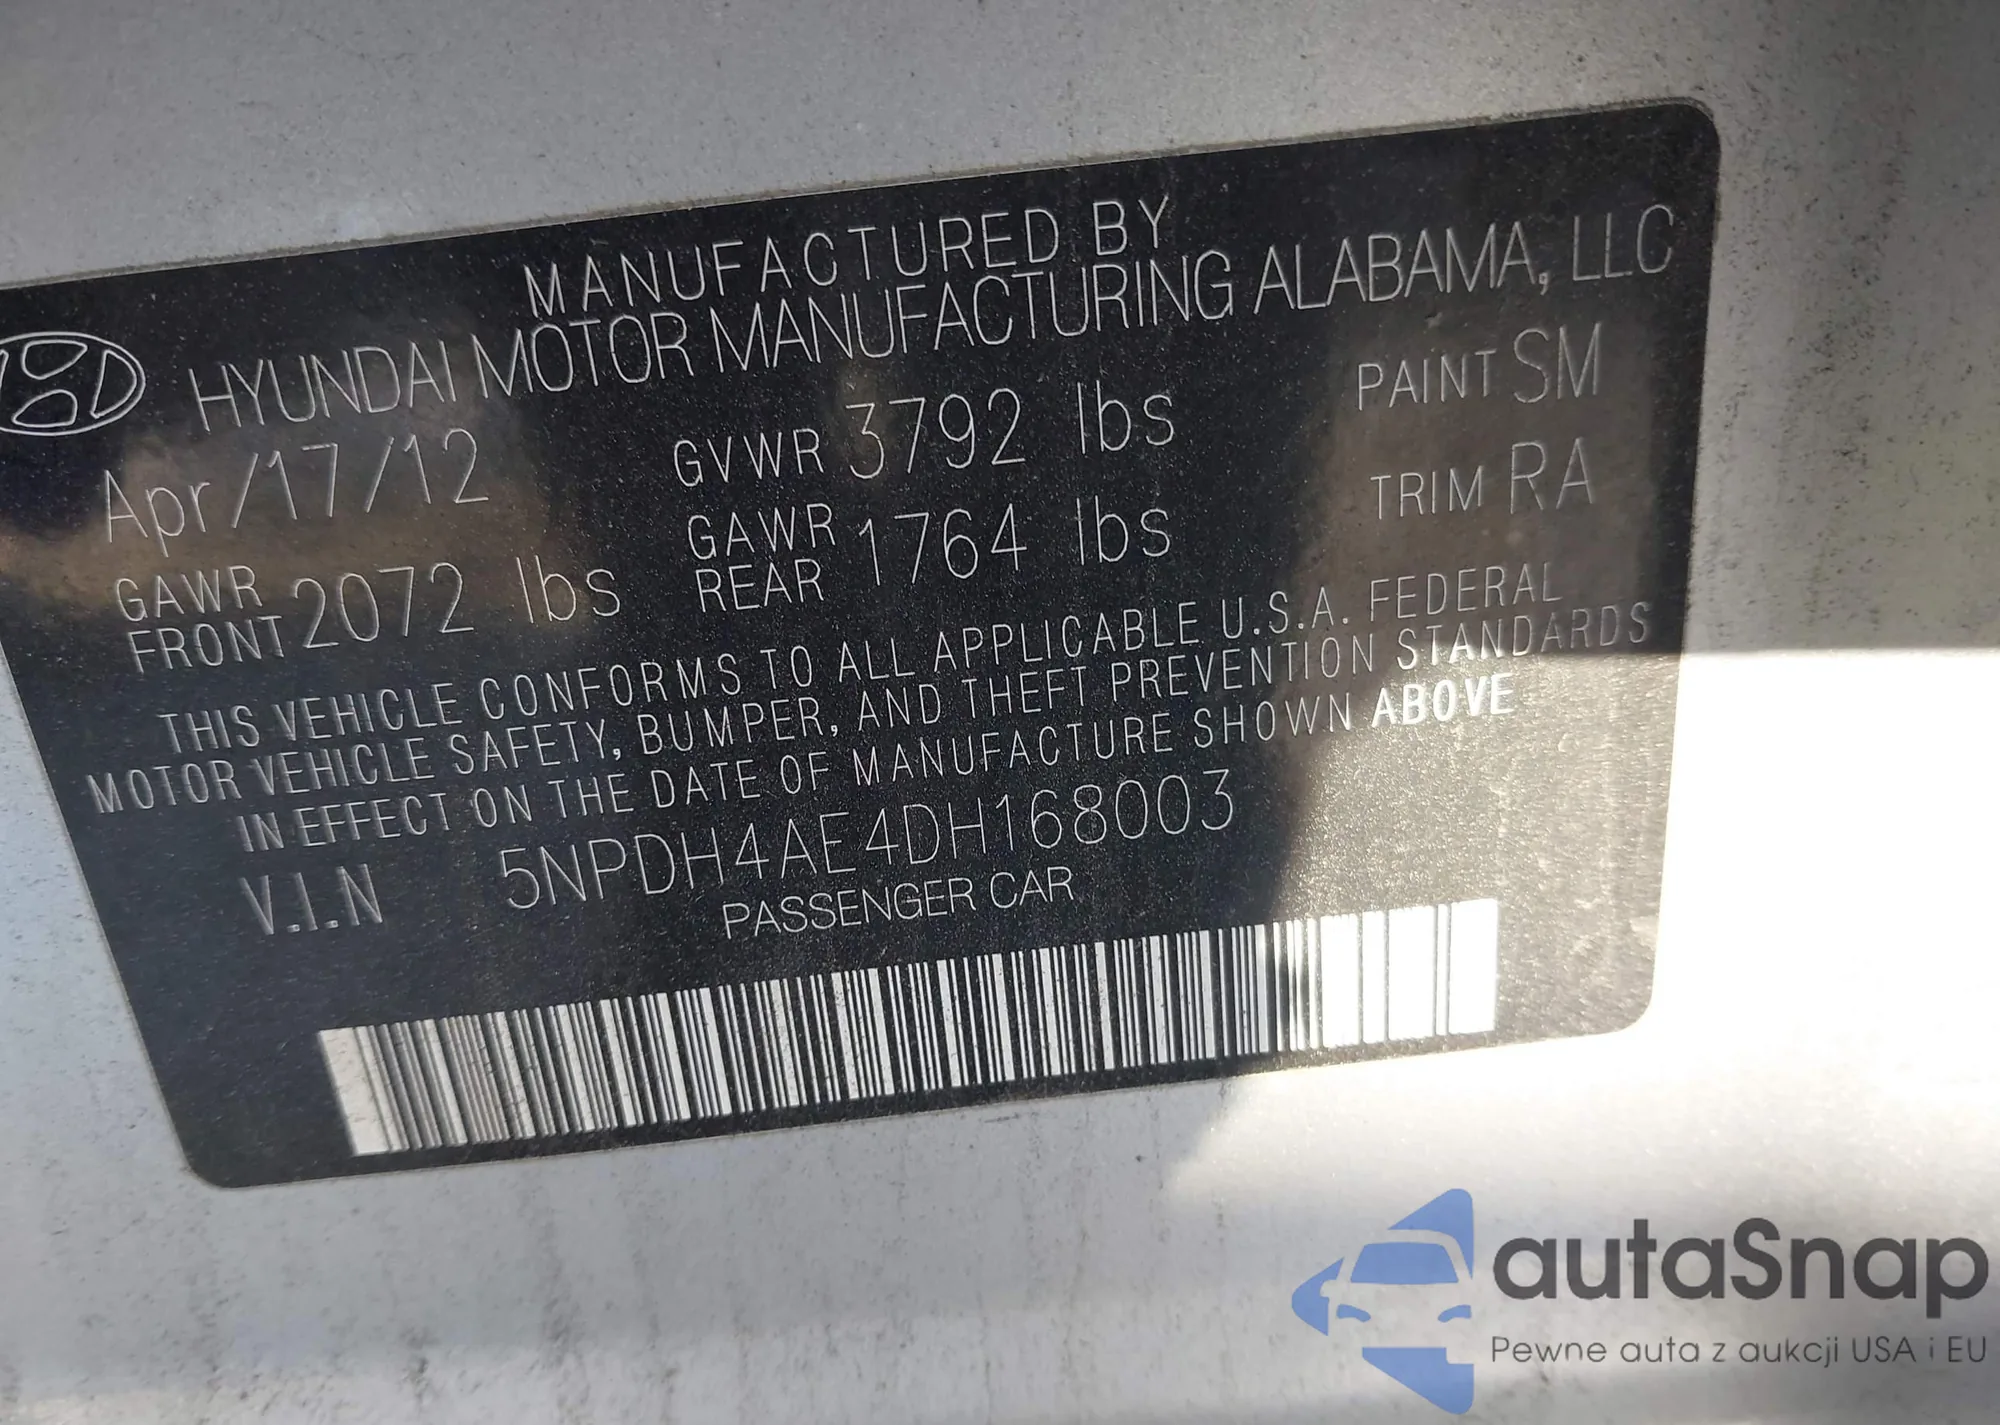 MANUFACTURED BY
HYUNDAI MOTOR MANUFACTURING ALABAMA, LLC
Apr/17/12 GVWR 3792 lbs PAINT SM
GAWR FRONT 2072 lbs GAWR REAR 1764 lbs TRIM RA
THIS VEHICLE CONFORMS TO ALL APPLICABLE U.S.A. FEDERAL
MOTOR VEHICLE SAFETY, BUMPER, AND THEFT PREVENTION STANDARDS
IN EFFECT ON THE DATE OF MANUFACTURE SHOWN ABOVE
V.I.N 5NPDH4AE4DH168003
PASSENGER CAR
autaSnap
Pewne auta z aukcji USA i EU